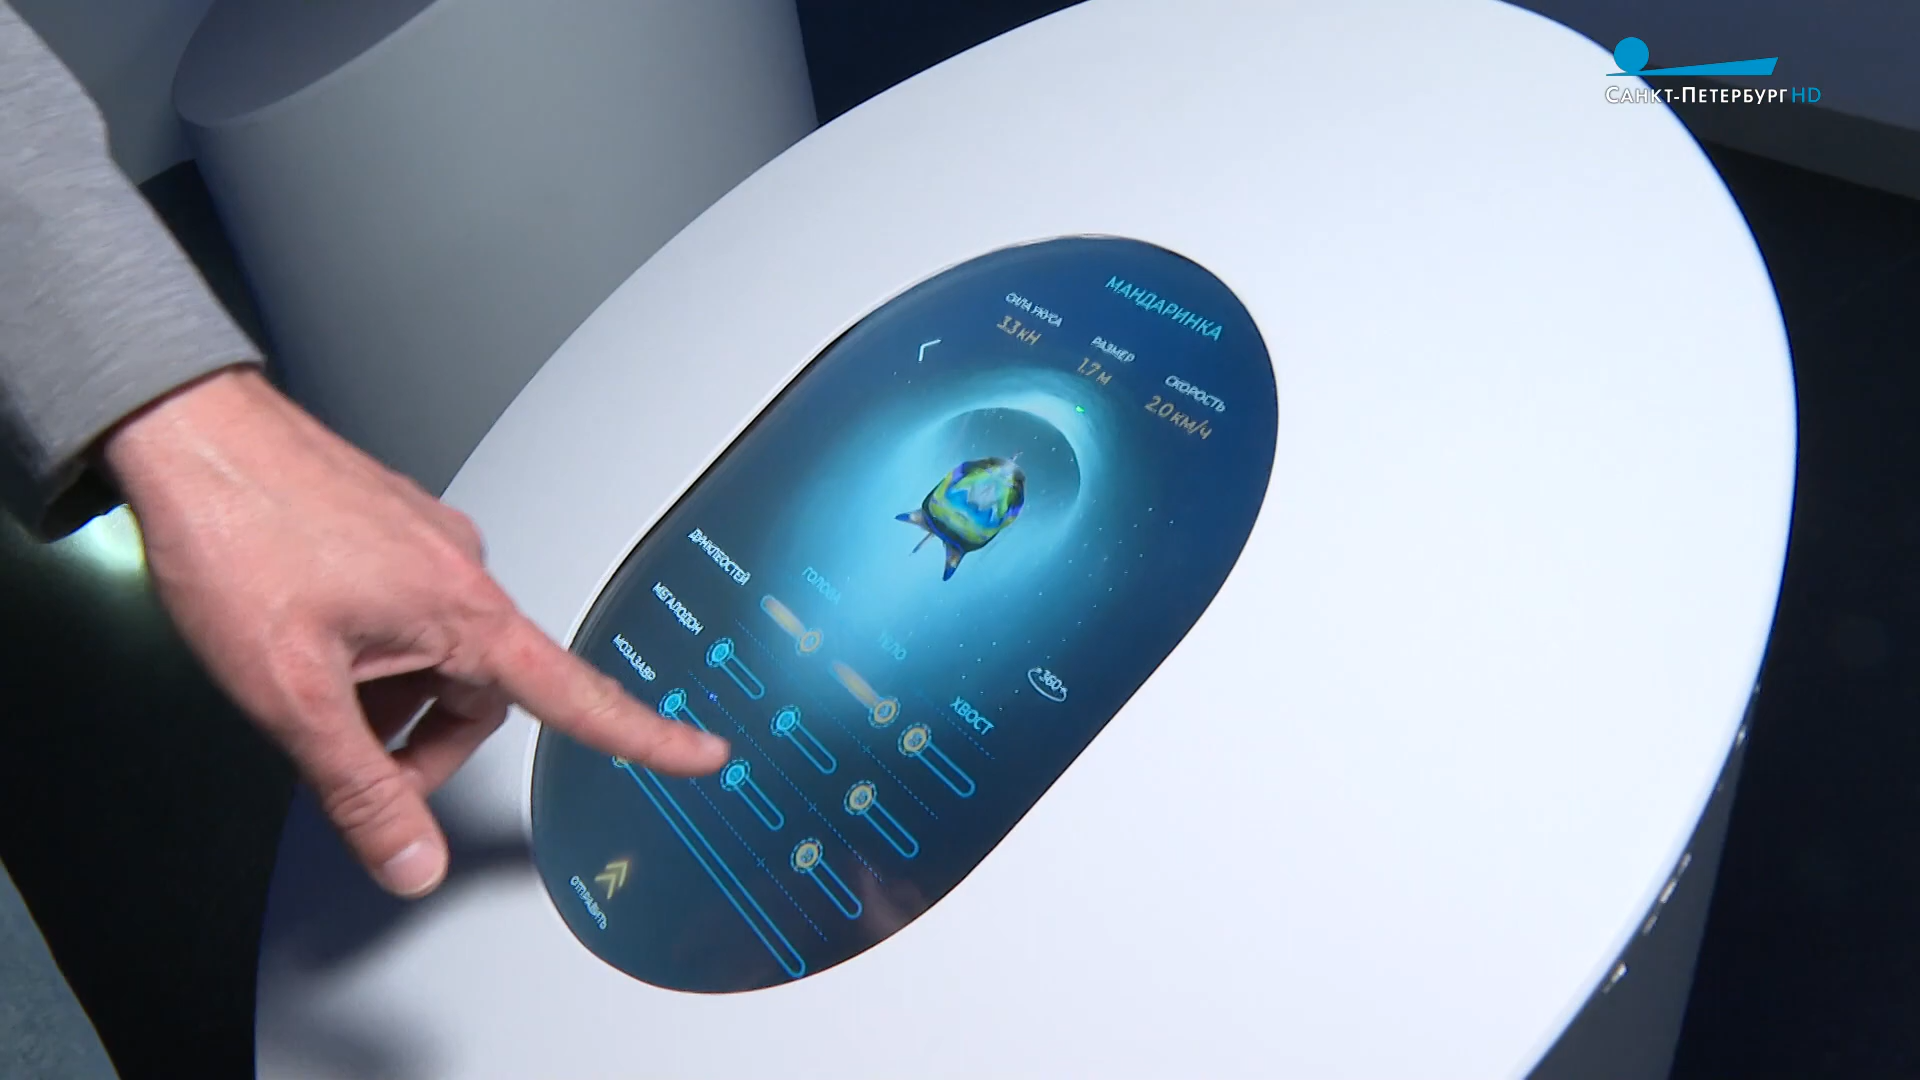 САНКТ-ПЕТЕРБУРГ HD
МАНДАРИНКА
СИЛА УКУСА
3.3 кН
РАЗМЕР
1.7 м
СКОРОСТЬ
2.0 км/ч
ГОЛОВА
ТЕЛО
ХВОСТ
360°
ДУНКЛЕОСТЕЙ
МЕГАЛОДОН
МОЗАЗАВР
ОТПРАВИТЬ